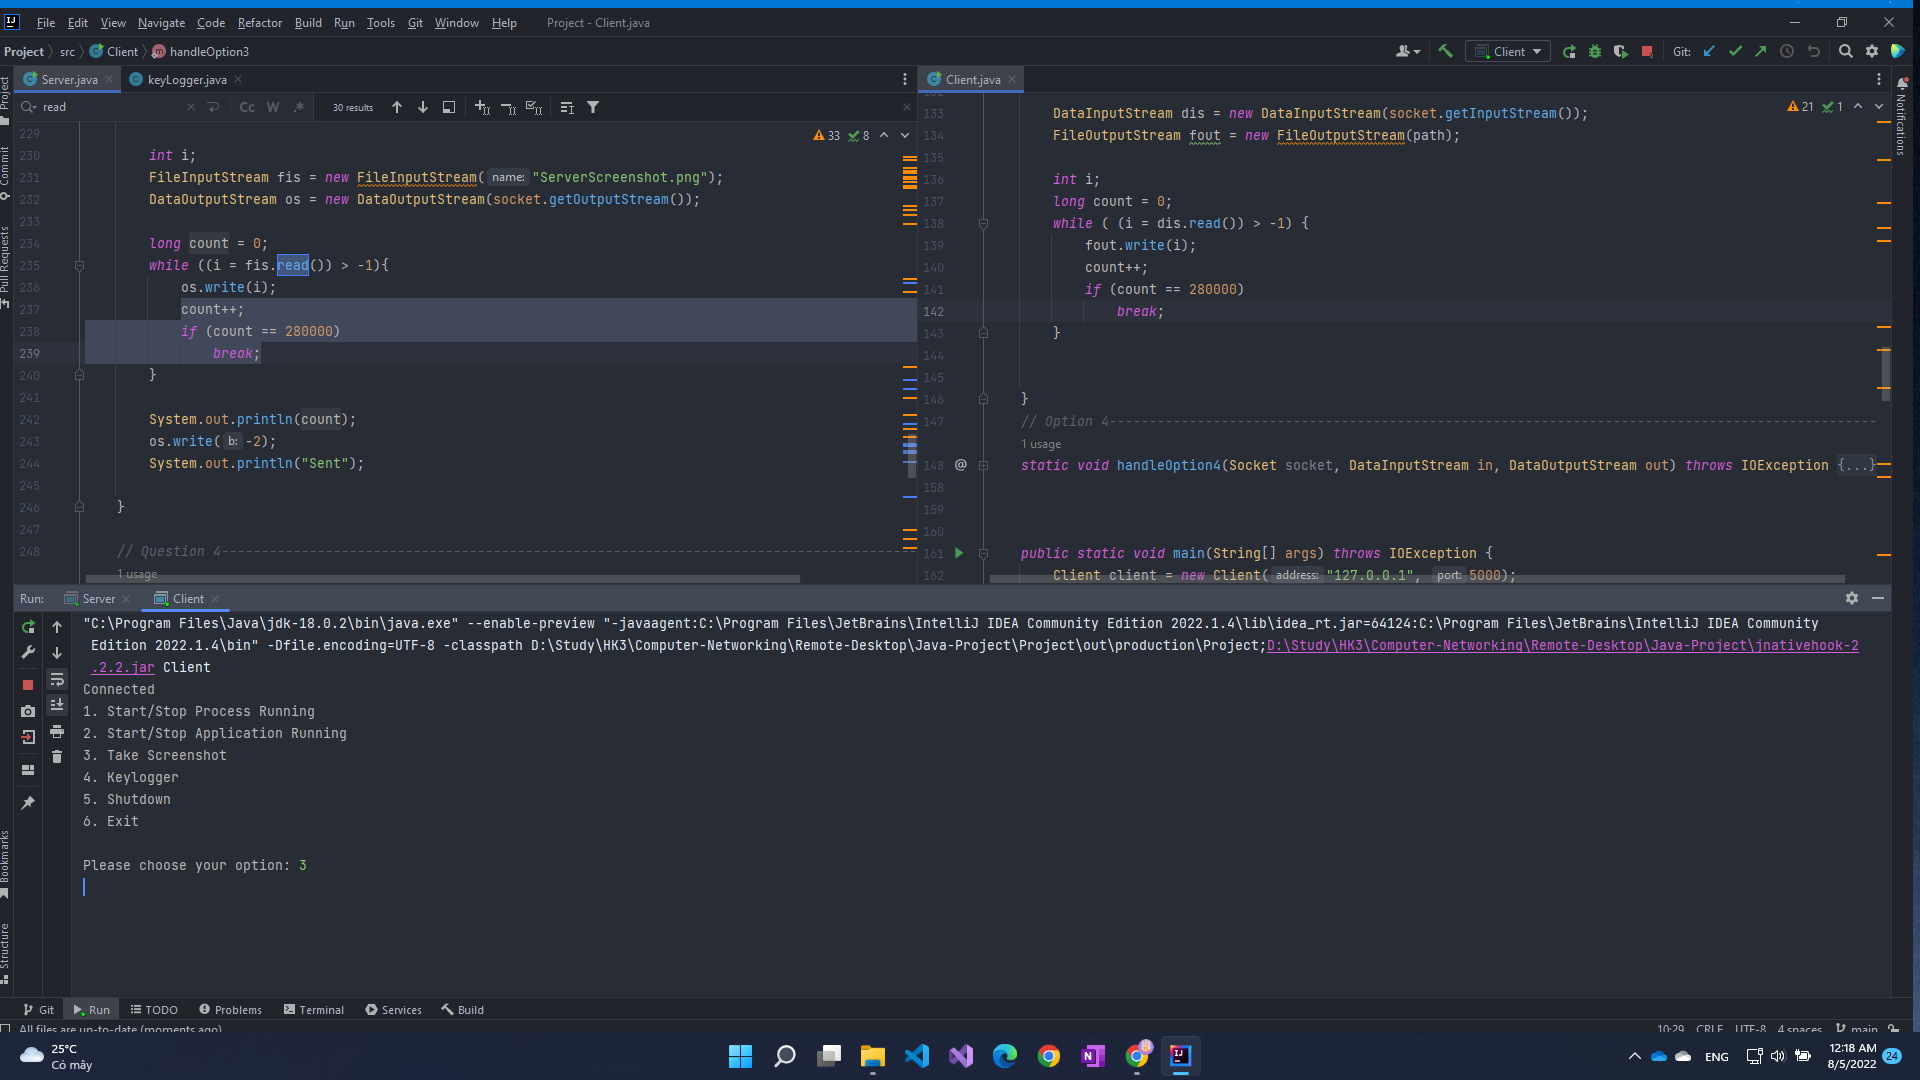 File Edit View Navigate Code Refactor Build Run Tools Git Window Help Project - Client.java
Project src Client handleOption3
Client Git:
Server.java keyLogger.java
read Cc W .* 30 results
33 8
229
230 int i;
231 FileInputStream fis = new FileInputStream( name: "ServerScreenshot.png");
232 DataOutputStream os = new DataOutputStream(socket.getOutputStream());
233
234 long count = 0;
235 while ((i = fis.read()) > -1){
236 os.write(i);
237 count++;
238 if (count == 280000)
239 break;
240 }
241
242 System.out.println(count);
243 os.write( b: -2);
244 System.out.println("Sent");
245
246 }
247
248 // Question 4--------------------------------------------------------------------------------------
1 usage
Client.java
21 1
133 DataInputStream dis = new DataInputStream(socket.getInputStream());
134 FileOutputStream fout = new FileOutputStream(path);
135
136 int i;
137 long count = 0;
138 while ( (i = dis.read()) > -1) {
139 fout.write(i);
140 count++;
141 if (count == 280000)
142 break;
143 }
144
145
146 }
147 // Option 4------------------------------------------------------------------------------------------------
1 usage
148 @ static void handleOption4(Socket socket, DataInputStream in, DataOutputStream out) throws IOException {...}
158
159
160
161 public static void main(String[] args) throws IOException {
162 Client client = new Client( address: "127.0.0.1", port: 5000);
Project
Commit
Pull Requests
Bookmarks
Structure
Notifications
Run: Server Client
"C:\Program Files\Java\jdk-18.0.2\bin\java.exe" --enable-preview "-javaagent:C:\Program Files\JetBrains\IntelliJ IDEA Community Edition 2022.1.4\lib\idea_rt.jar=64124:C:\Program Files\JetBrains\IntelliJ IDEA Community
Edition 2022.1.4\bin" -Dfile.encoding=UTF-8 -classpath D:\Study\HK3\Computer-Networking\Remote-Desktop\Java-Project\Project\out\production\Project;D:\Study\HK3\Computer-Networking\Remote-Desktop\Java-Project\jnativehook-2
.2.2.jar Client
Connected
1. Start/Stop Process Running
2. Start/Stop Application Running
3. Take Screenshot
4. Keylogger
5. Shutdown
6. Exit
Please choose your option: 3
Git Run TODO Problems Terminal Services Build
All files are up-to-date (moments ago) 10:29 CRLF UTF-8 4 spaces main
25°C
Có mây
ENG
12:18 AM
8/5/2022
24